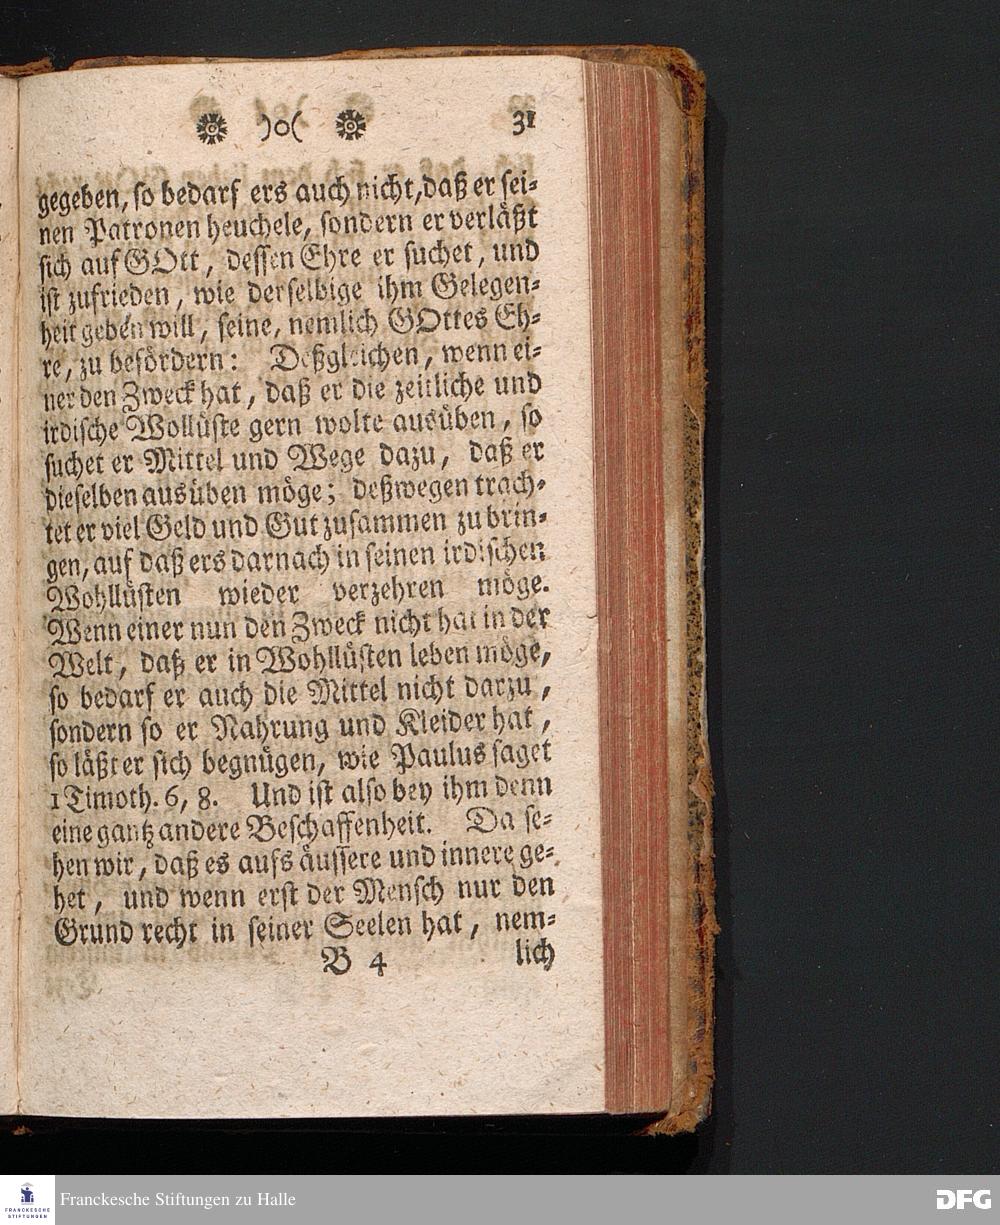 )o( 31
gegeben, so bedarf ers auch nicht, daß er sei-
nen Patronen heuchele, sondern er verläßt
sich auf GOtt, dessen Ehre er suchet, und
ist zufrieden, wie derselbige ihm Gelegen-
heit geben will, seine, nemlich GOttes Eh-
re, zu befördern: Deßgleichen, wenn ei-
ner den Zweck hat, daß er die zeitliche und
irdische Wollüste gern wolte ausüben, so
suchet er Mittel und Wege dazu, daß er
dieselben ausüben möge; deßwegen trach-
tet er viel Geld und Gut zusammen zu brin-
gen, auf daß ers darnach in seinen irdischen
Wohllüsten wieder verzehren möge.
Wenn einer nun den Zweck nicht hat in der
Welt, daß er in Wohllüsten leben möge,
so bedarf er auch die Mittel nicht darzu,
sondern so er Nahrung und Kleider hat,
so läßt er sich begnügen, wie Paulus saget
1 Timoth. 6, 8. Und ist also bey ihm denn
eine gantz andere Beschaffenheit. Da se-
hen wir, daß es aufs äussere und innere ge-
het, und wenn erst der Mensch nur den
Grund recht in seiner Seelen hat, nem-
B 4 lich
FRANCKESCHE
STIFTUNGEN
Franckesche Stiftungen zu Halle
DFG